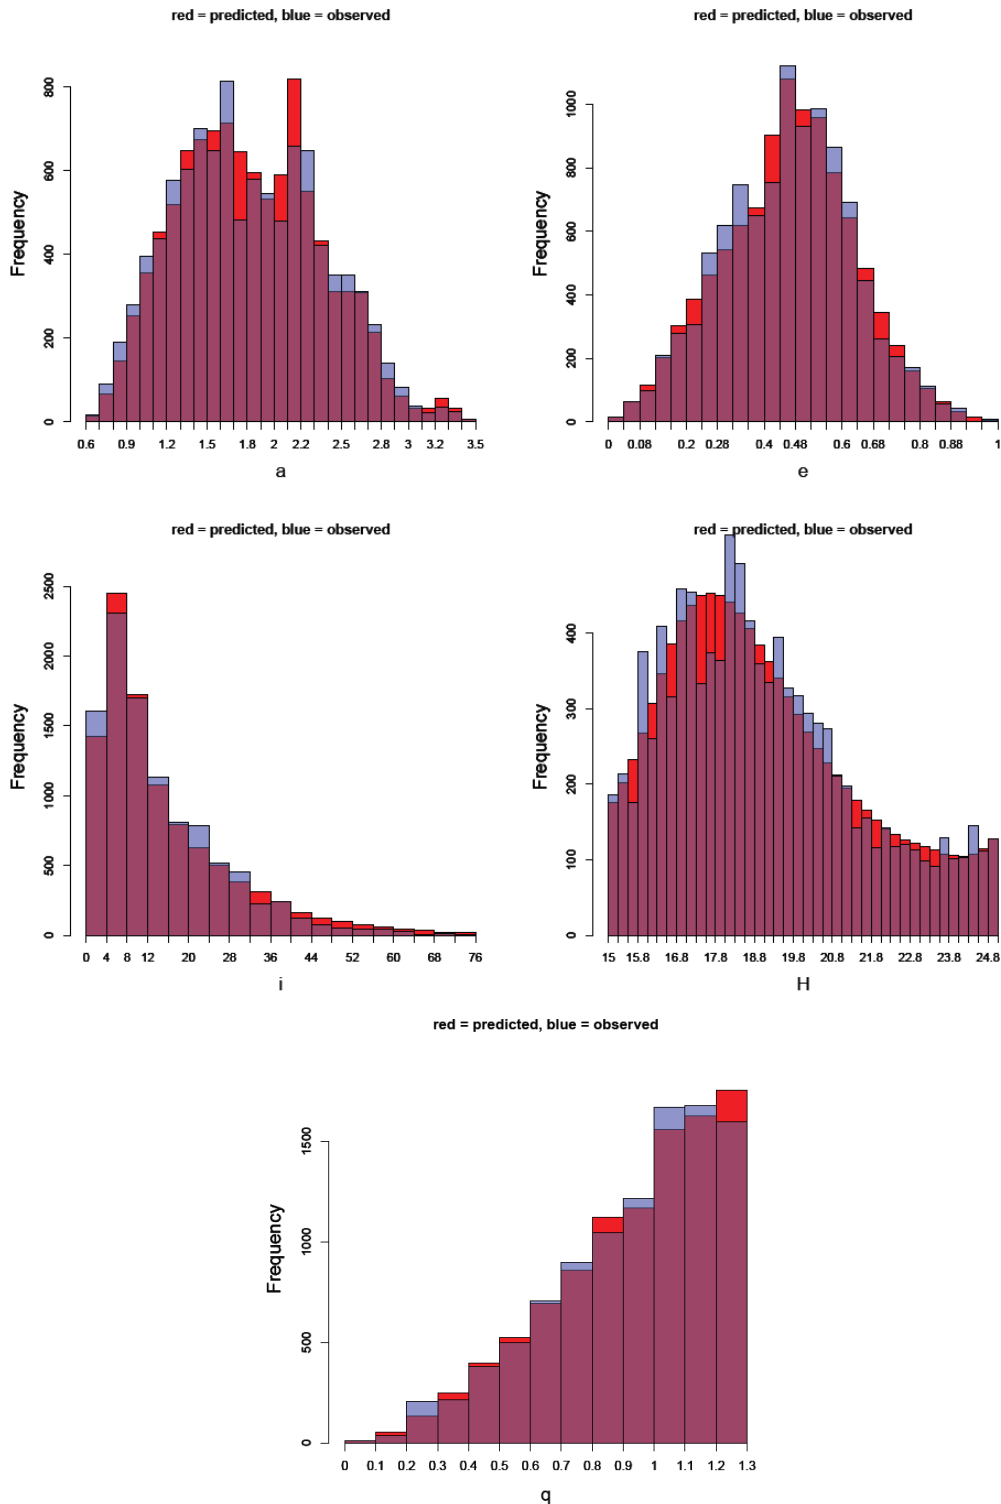 red = predicted, blue = observed
red = predicted, blue = observed
Frequency
0 200 400 600 800
0.6 0.9 1.2 1.5 1.8 2 2.2 2.5 2.8 3 3.2 3.5
a
Frequency
0 200 400 600 800 1000
0 0.08 0.2 0.28 0.4 0.48 0.6 0.68 0.8 0.88 1
e
red = predicted, blue = observed
red = predicted, blue = observed
Frequency
0 500 1000 1500 2000 2500
0 4 8 12 20 28 36 44 52 60 68 76
i
Frequency
0 100 200 300 400
15 15.8 16.8 17.8 18.8 19.8 20.8 21.8 22.8 23.8 24.8
H
red = predicted, blue = observed
Frequency
0 500 1000 1500
0 0.1 0.2 0.3 0.4 0.5 0.6 0.7 0.8 0.9 1 1.1 1.2 1.3
q